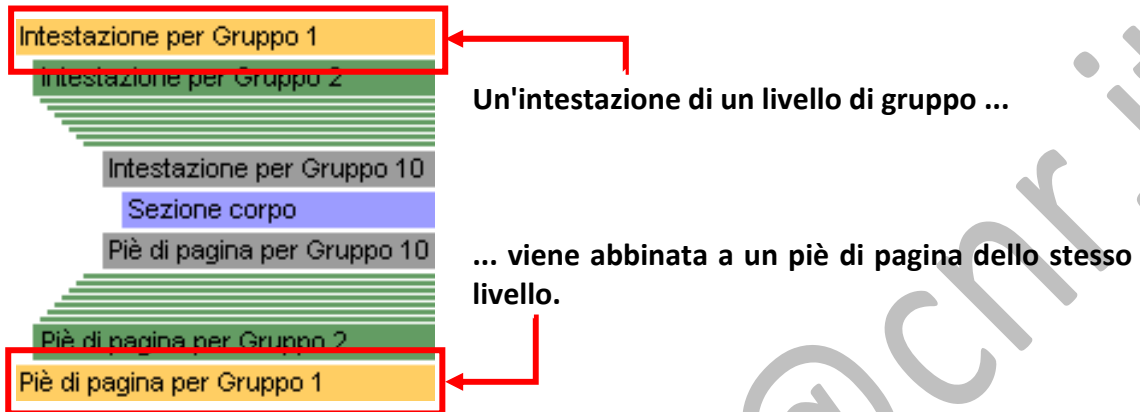 Intestazione per Gruppo 1
Intestazione per Gruppo 2
Un'intestazione di un livello di gruppo ...
Intestazione per Gruppo 10
Sezione corpo
Piè di pagina per Gruppo 10
... viene abbinata a un piè di pagina dello stesso
livello.
Piè di pagina per Gruppo 2
Piè di pagina per Gruppo 1
@cnr.it